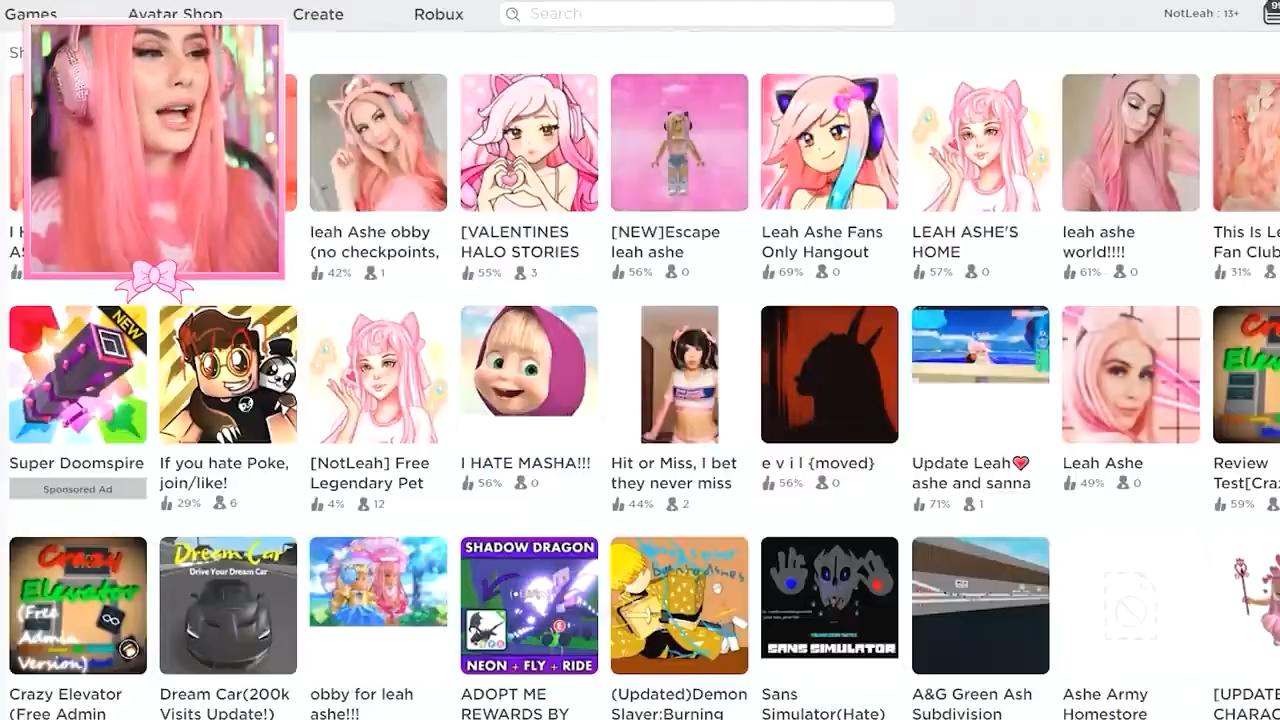 Games
Avatar Shop
Create
Robux
Search
NotLeah : 13+
Sh
I H
AS
leah Ashe obby
(no checkpoints,
42% 1
[VALENTINES
HALO STORIES
55% 3
[NEW]Escape
leah ashe
56% 0
Leah Ashe Fans
Only Hangout
69% 0
LEAH ASHE'S
HOME
57% 0
leah ashe
world!!!!
61% 0
This Is Le
Fan Club
31%
NEW
Super Doomspire
Sponsored Ad
If you hate Poke,
join/like!
29% 6
[NotLeah] Free
Legendary Pet
4% 12
I HATE MASHA!!!
56% 0
Hit or Miss, I bet
they never miss
44% 2
e v i l {moved}
56% 0
Update Leah❤
ashe and sanna
71% 1
Leah Ashe
49% 0
Review
Test[Craz
59%
Crazy
Elevator
(Free
Admin
Version.)
Crazy Elevator
(Free Admin
Dream Car
Drive Your Dream Car
Dream Car(200k
Visits Update!)
obby for leah
ashe!!!
SHADOW DRAGON
NEON + FLY + RIDE
ADOPT ME
REWARDS BY
(Updated)Demon
Slayer:Burning
SANS SIMULATOR
Sans
Simulator(Hate)
A&G Green Ash
Subdivision
Ashe Army
Homestore
[UPDATE
CHARAC